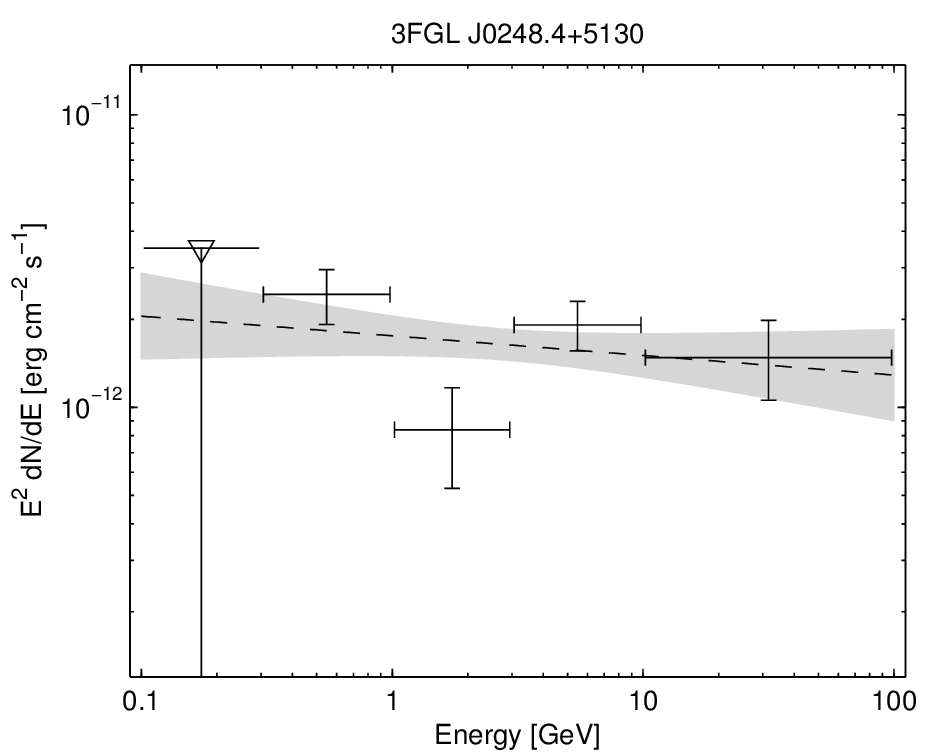 3FGL J0248.4+5130
10⁻¹¹
10⁻¹²
E² dN/dE [erg cm⁻² s⁻¹]
0.1 1 10 100
Energy [GeV]